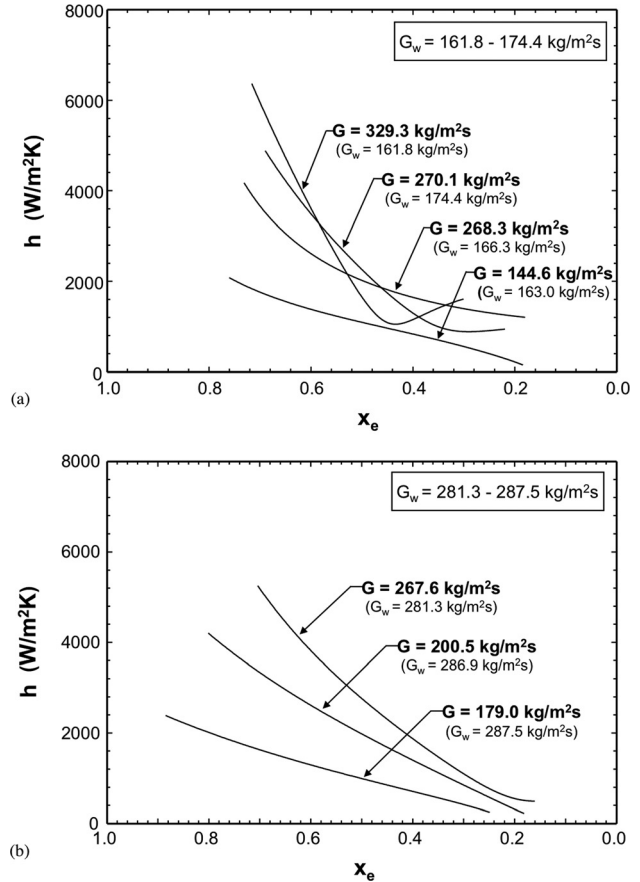 8000
G_w = 161.8 - 174.4 kg/m²s
6000
G = 329.3 kg/m²s
(G_w = 161.8 kg/m²s)
h (W/m²K)
4000
G = 270.1 kg/m²s
(G_w = 174.4 kg/m²s)
G = 268.3 kg/m²s
(G_w = 166.3 kg/m²s)
2000
G = 144.6 kg/m²s
(G_w = 163.0 kg/m²s)
0
(a)
1.0 0.8 0.6 0.4 0.2 0.0
x_e
8000
G_w = 281.3 - 287.5 kg/m²s
6000
G = 267.6 kg/m²s
(G_w = 281.3 kg/m²s)
h (W/m²K)
4000
G = 200.5 kg/m²s
(G_w = 286.9 kg/m²s)
2000
G = 179.0 kg/m²s
(G_w = 287.5 kg/m²s)
0
(b)
1.0 0.8 0.6 0.4 0.2 0.0
x_e